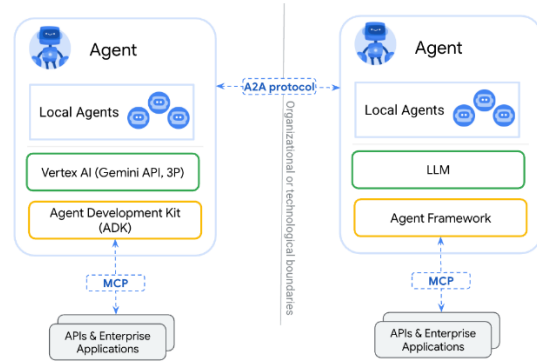 Agent
Local Agents
Vertex AI (Gemini API, 3P)
Agent Development Kit
(ADK)
MCP
APIs & Enterprise
Applications
A2A protocol
Organizational or technological boundaries
Agent
Local Agents
LLM
Agent Framework
MCP
APIs & Enterprise
Applications